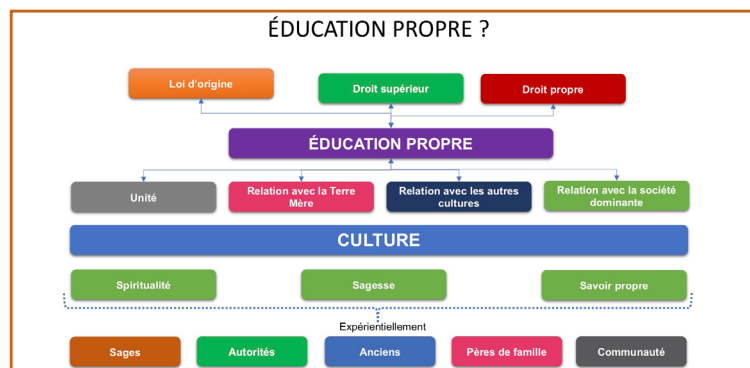 ÉDUCATION PROPRE ?
Loi d'origine
Droit supérieur
Droit propre
ÉDUCATION PROPRE
Unité
Relation avec la Terre
Mère
Relation avec les autres
cultures
Relation avec la société
dominante
CULTURE
Spiritualité
Sagesse
Savoir propre
Expérientiellement
Sages
Autorités
Anciens
Pères de famille
Communauté